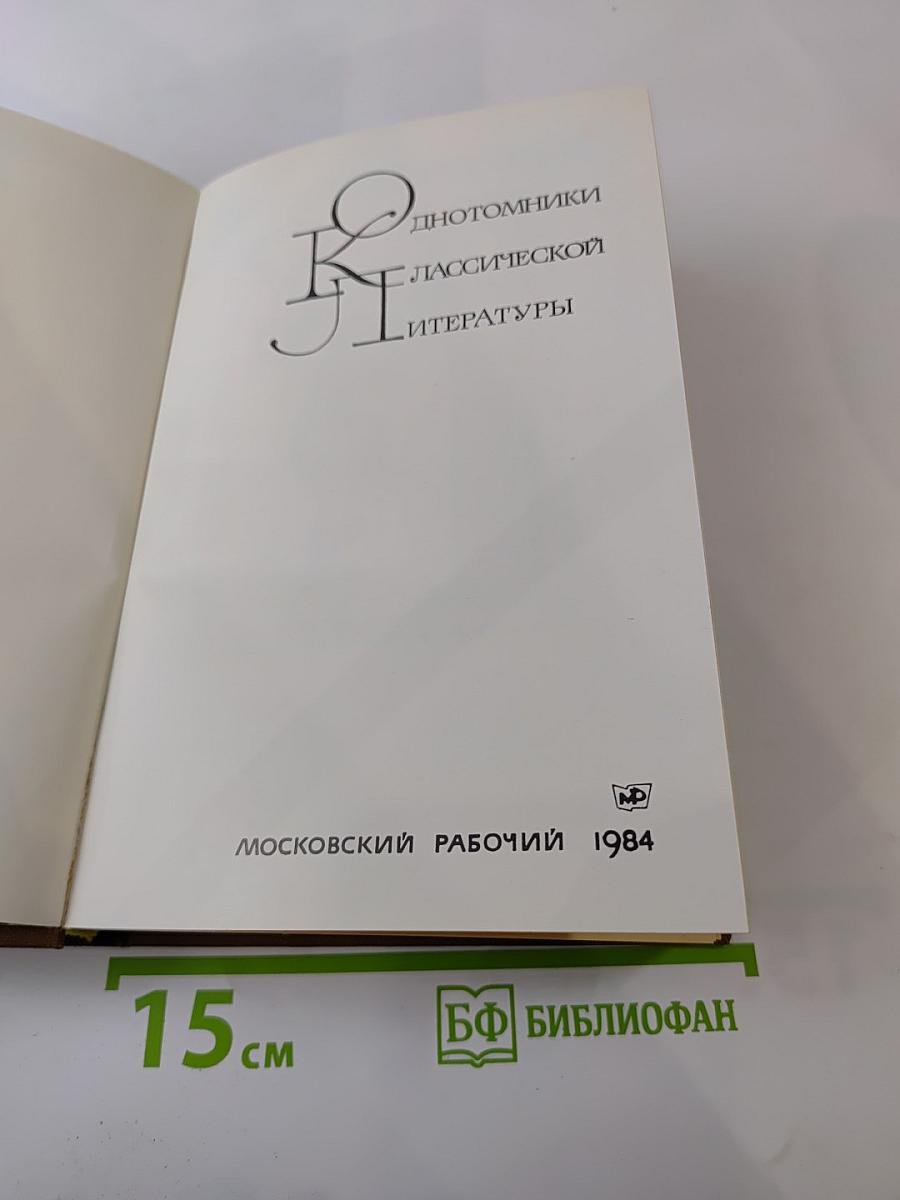 Однотомники
Классической
Литературы
МР
МОСКОВСКИЙ РАБОЧИЙ 1984
15 см
БФ БИБЛИОФАН